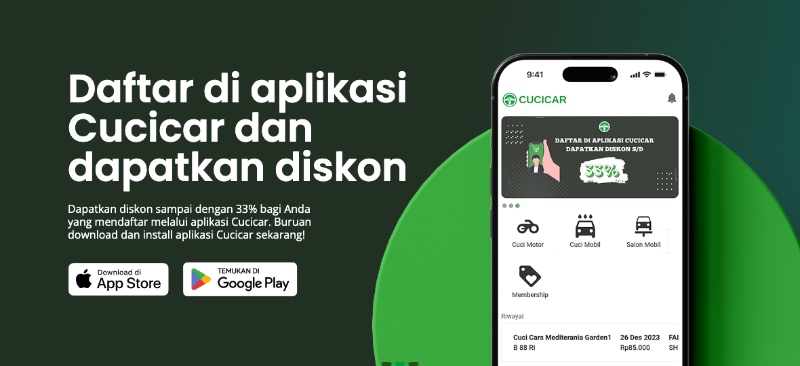 Daftar di aplikasi
Cucicar dan
dapatkan diskon
Dapatkan diskon sampai dengan 33% bagi Anda
yang mendaftar melalui aplikasi Cucicar. Buruan
download dan install aplikasi Cucicar sekarang!
Download di
App Store
TEMUKAN DI
Google Play
9:41
CUCICAR
DAFTAR DI APLIKASI CUCICAR
DAPATKAN DISKON S/D
33%
Cuci Motor
Cuci Mobil
Salon Mobil
Membership
Riwayat
Cuci Cars Mediterania Garden1 26 Des 2023 FAI
B 88 RI Rp85.000 SH